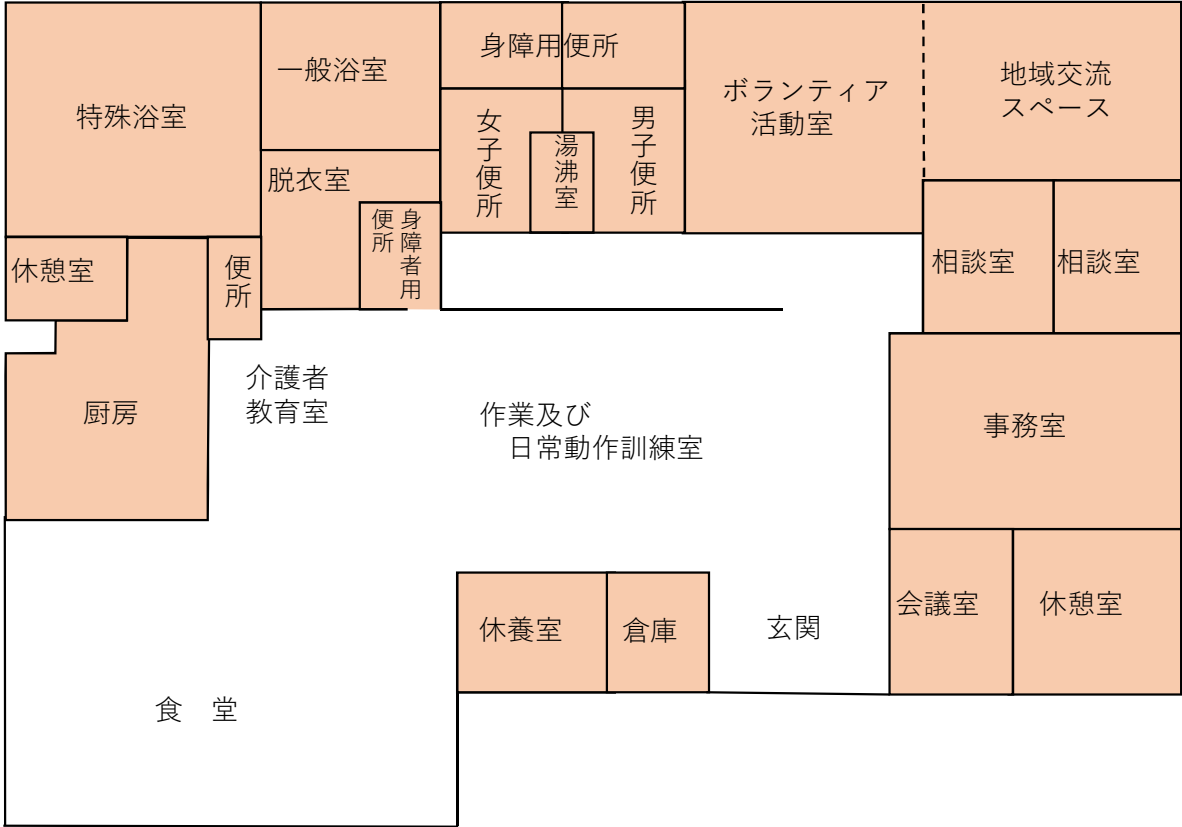 身障用便所
一般浴室
特殊浴室
ボランティア
活動室
地域交流
スペース
女子便所
湯沸室
男子便所
脱衣室
身障者用
便所
休憩室
便所
相談室
相談室
介護者
教育室
厨房
作業及び
日常動作訓練室
事務室
休養室
倉庫
玄関
会議室
休憩室
食 堂